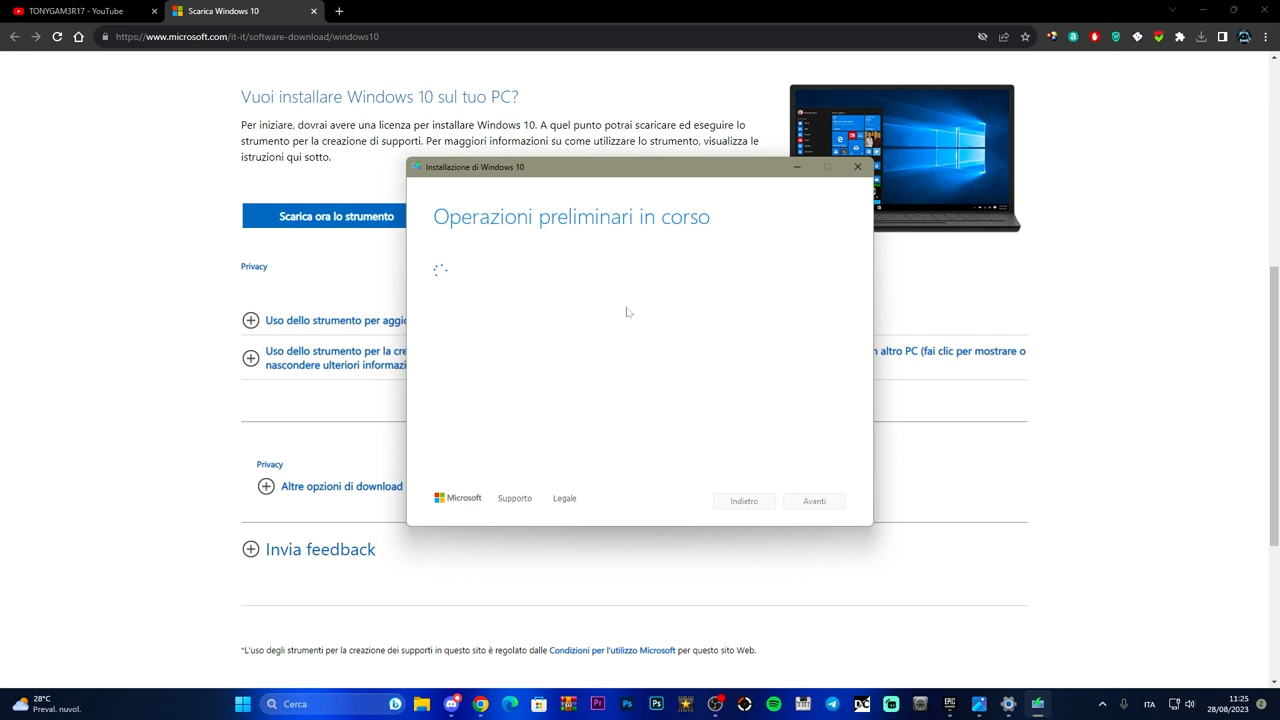 TONYGAM3R17 - YouTube
Scarica Windows 10
https://www.microsoft.com/it-it/software-download/windows10
Vuoi installare Windows 10 sul tuo PC?
Per iniziare, dovrai avere una licenza per installare Windows 10. A quel punto potrai scaricare ed eseguire lo
strumento per la creazione di supporti. Per maggiori informazioni su come utilizzare lo strumento, visualizza le
istruzioni qui sotto.
Installazione di Windows 10
Scarica ora lo strumento
Operazioni preliminari in corso
Privacy
Uso dello strumento per aggio
Uso dello strumento per la cre
n altro PC (fai clic per mostrare o
nascondere ulteriori informazi
Privacy
Altre opzioni di download
Microsoft
Supporto
Legale
Indietro
Avanti
Invia feedback
*L'uso degli strumenti per la creazione dei supporti in questo sito è regolato dalle Condizioni per l'utilizzo Microsoft per questo sito Web.
28°C
Preval. nuvol.
Cerca
ITA
11:25
28/08/2023
2